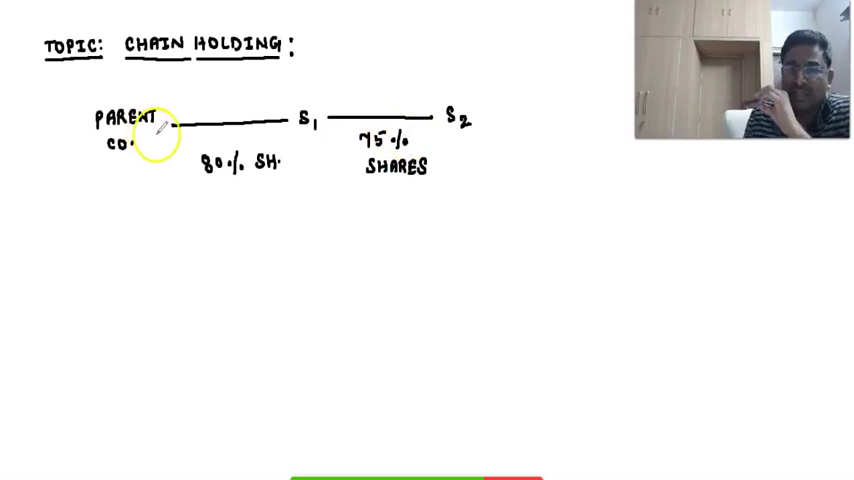 TOPIC: CHAIN HOLDING:
PARENT CO. S1 S2
80% SH.
75% SHARES